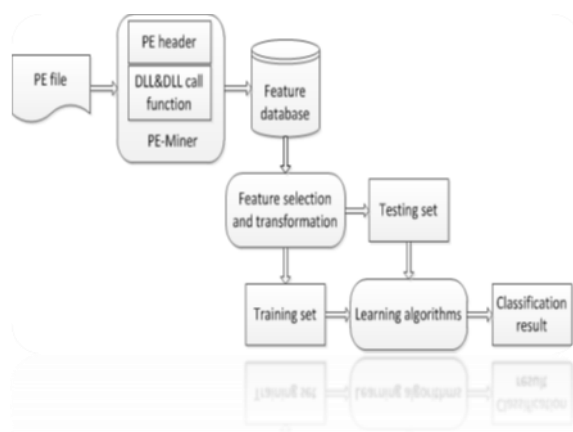 PE header
PE file
DLL&DLL call
function
PE-Miner
Feature
database
Feature selection
and transformation
Testing set
Training set
Learning algorithms
Classification
result